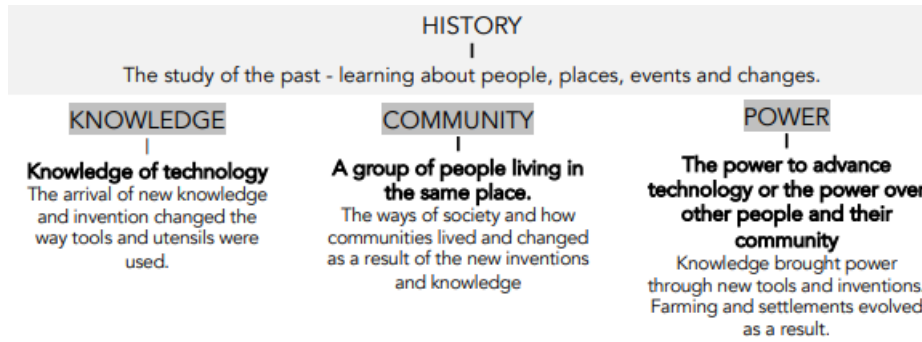 HISTORY
The study of the past - learning about people, places, events and changes.
KNOWLEDGE
Knowledge of technology
The arrival of new knowledge
and invention changed the
way tools and utensils were
used.
COMMUNITY
A group of people living in
the same place.
The ways of society and how
communities lived and changed
as a result of the new inventions
and knowledge
POWER
The power to advance
technology or the power over
other people and their
community
Knowledge brought power
through new tools and inventions.
Farming and settlements evolved
as a result.